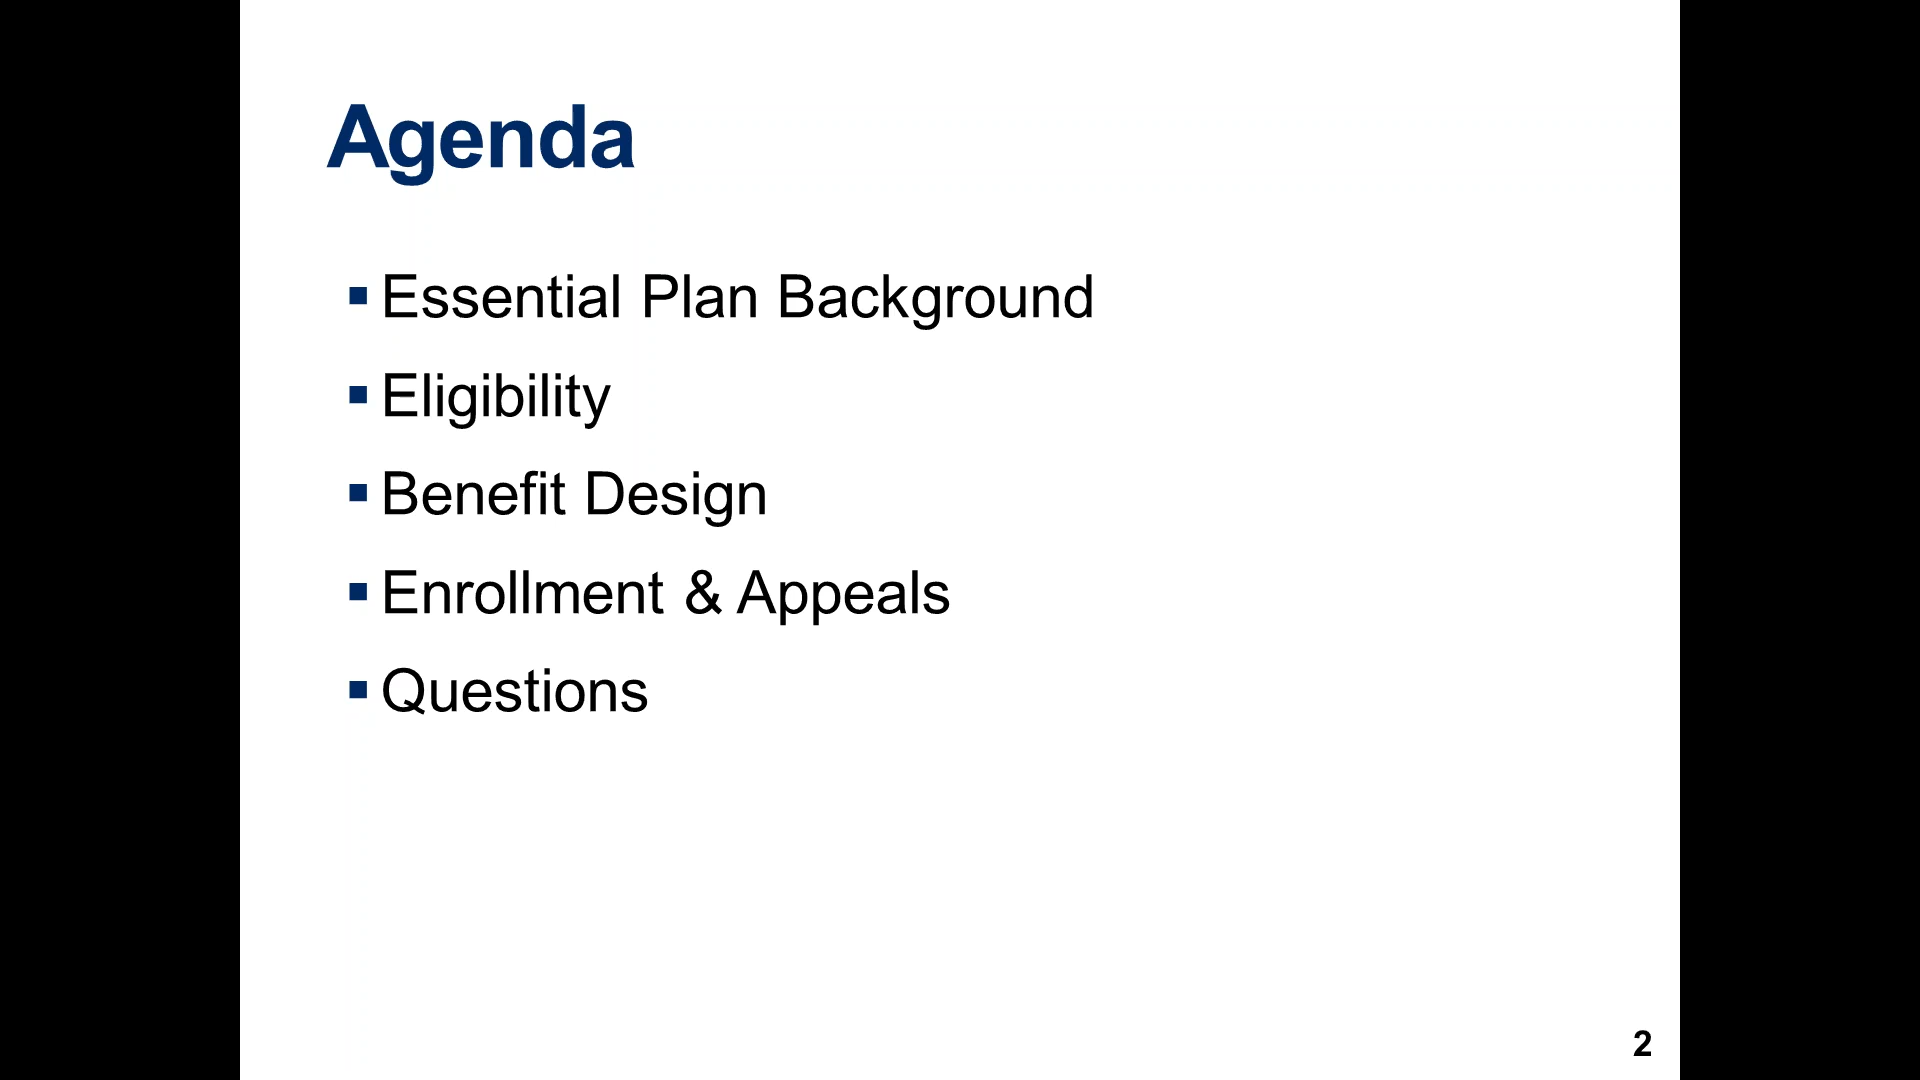 Agenda
▪ Essential Plan Background
▪ Eligibility
▪ Benefit Design
▪ Enrollment & Appeals
▪ Questions
2